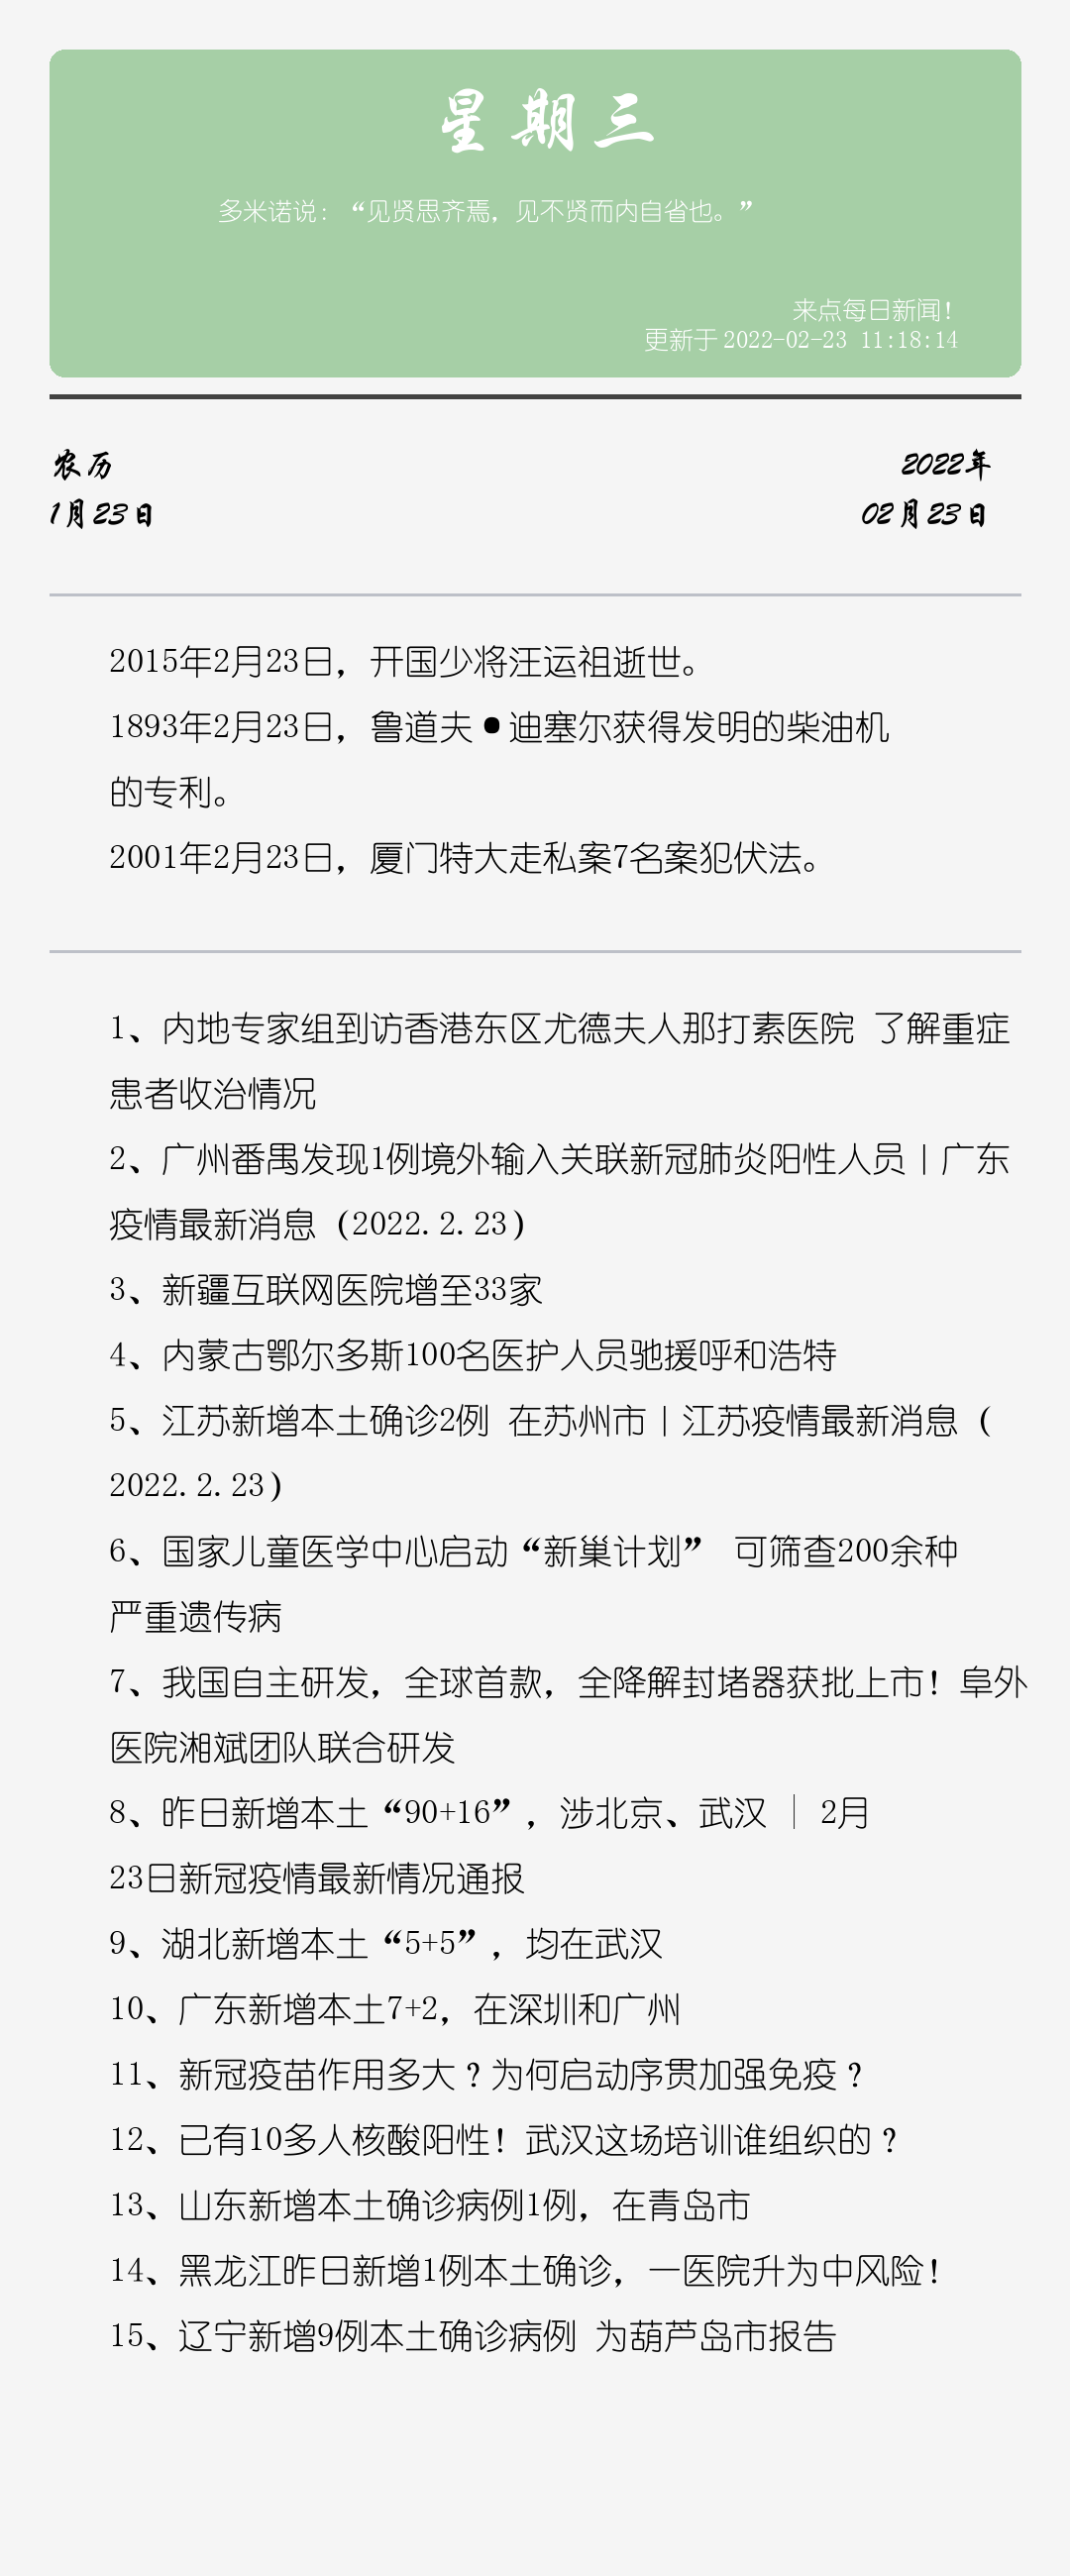 星期三
多米诺说：“见贤思齐焉，见不贤而内自省也。”
来点每日新闻！
更新于 2022-02-23 11:18:14
农历
1月23日
2022年
02月23日
2015年2月23日，开国少将汪运祖逝世。
1893年2月23日，鲁道夫•迪塞尔获得发明的柴油机
的专利。
2001年2月23日，厦门特大走私案7名案犯伏法。
1、内地专家组到访香港东区尤德夫人那打素医院 了解重症
患者收治情况
2、广州番禺发现1例境外输入关联新冠肺炎阳性人员丨广东
疫情最新消息（2022.2.23）
3、新疆互联网医院增至33家
4、内蒙古鄂尔多斯100名医护人员驰援呼和浩特
5、江苏新增本土确诊2例 在苏州市丨江苏疫情最新消息（
2022.2.23）
6、国家儿童医学中心启动“新巢计划” 可筛查200余种
严重遗传病
7、我国自主研发，全球首款，全降解封堵器获批上市！阜外
医院湘斌团队联合研发
8、昨日新增本土“90+16”，涉北京、武汉 │ 2月
23日新冠疫情最新情况通报
9、湖北新增本土“5+5”，均在武汉
10、广东新增本土7+2，在深圳和广州
11、新冠疫苗作用多大？为何启动序贯加强免疫？
12、已有10多人核酸阳性！武汉这场培训谁组织的？
13、山东新增本土确诊病例1例，在青岛市
14、黑龙江昨日新增1例本土确诊，一医院升为中风险！
15、辽宁新增9例本土确诊病例 为葫芦岛市报告